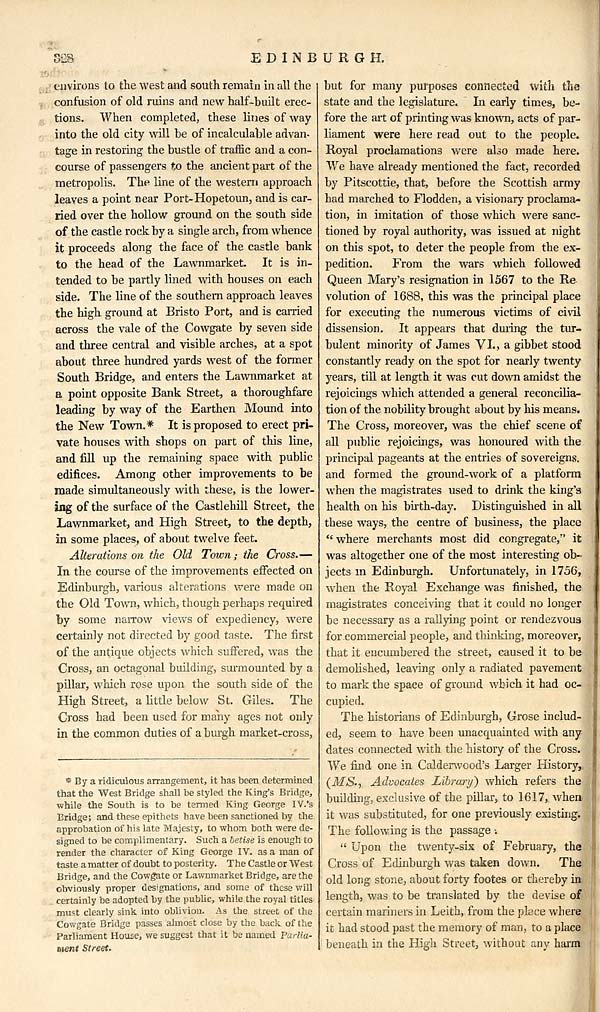 328
EDINBURGH.
environs to the west and south remain in all the
confusion of old ruins and new half-built erec-
tions. When completed, these lines of way
into the old city will be of incalculable advan-
tage in restoring the bustle of traffic and a con-
course of passengers to the ancient part of the
metropolis. The line of the western approach
leaves a point near Port-Hopetoun, and is car-
ried over the hollow ground on the south side
of the castle rock by a single arch, from whence
it proceeds along the face of the castle bank
to the head of the Lawnmarket. It is in-
tended to be partly lined with houses on each
side. The line of the southern approach leaves
the high ground at Bristo Port, and is carried
across the vale of the Cowgate by seven side
and three central and visible arches, at a spot
about three hundred yards west of the former
South Bridge, and enters the Lawnmarket at
a point opposite Bank Street, a thoroughfare
leading by way of the Earthen Mound into
the New Town.* It is proposed to erect pri-
vate houses with shops on part of this line,
and fill up the remaining space with public
edifices. Among other improvements to be
made simultaneously with these, is the lower-
ing of the surface of the Castlehill Street, the
Lawnmarket, and High Street, to the depth,
in some places, of about twelve feet.
Alterations on the Old Town; the Cross.—
In the course of the improvements effected on
Edinburgh, various alterations were made on
the Old Town, which, though perhaps required
by some narrow views of expediency, were
certainly not directed by good taste. The first
of the antique objects which suffered, was the
Cross, an octagonal building, surmounted by a
pillar, which rose upon the south side of the
High Street, a little below St. Giles. The
Cross had been used for many ages not only
in the common duties of a burgh market-cross,
* By a ridiculous arrangement, it has been determined
that the West Bridge shall be styled the King's Bridge,
while the South is to be termed King George IV.'s
Bridge; and these epithets have been sanctioned by the
approbation of his late Majesty, to whom both were de-
signed to be complimentary. Such a betise is enough to
render the character of King George IV. as a man of
taste a matter of doubt to posterity. The Castle or West
Bridge, and the Cowgate or Lawnmarket Bridge, are the
obviously proper designations, and some of these will
certainly be adopted by the public, while the royal titles
must clearly sink into oblivion. As the street of the
Cowgate Bridge passes almost close by the back of the
Parliament House, we suggest that it be named Parlia-
ment Street.
but for many purposes connected with the
state and the legislature. In early times, be-
fore the art of printing was known, acts of par-
liament were here read out to the people.
Royal proclamations were also made here.
We have already mentioned the fact, recorded
by Pitscottie, that, before the Scottish army
had marched to Flodden, a visionary proclama-
tion, in imitation of those which were sanc-
tioned by royal authority, was issued at night
on this spot, to deter the people from the ex-
pedition. From the wars which followed
Queen Mary's resignation in 1567 to the Re
volution of 1688, this was the principal place
for executing the numerous victims of civil
dissension. It appears that during the tur-
bulent minority of James VI., a gibbet stood
constantly ready on the spot for nearly twenty
years, till at length it was cut down amidst the
rejoicings which attended a general reconcilia-
tion of the nobility brought about by his means.
The Cross, moreover, was the chief scene of
all public rejoicings, was honoured with the
principal pageants at the entries of sovereigns,
and formed the ground-work of a platform
when the magistrates used to drink the king's
health on his birth-day. Distinguished in all
these ways, the centre of business, the place
"where merchants most did congregate," it
was altogether one of the most interesting ob-
jects in Edinburgh. Unfortunately, in 1756,
when the Royal Exchange was finished, the
magistrates conceiving that it could no longer
be necessary as a rallying point or rendezvous
for commercial people, and thinking, moreover,
that it encumbered the street, caused it to be
demolished, leaving only a radiated pavement
to mark the space of ground which it had oc-
cupied.
The historians of Edinburgh, Grose includ-
ed, seem to have been unacquainted with any
dates connected with the history of the Cross.
We find one in Calderwood's Larger History,
(MS., Advocates Library) which refers the
building, exclusive of the pillar, to 1617, when
it was substituted, for one previously existing.
The following is the passage:
"Upon the twenty-six of February, the
Cross of Edinburgh was taken down. The
old long stone, about forty footes or thereby in
length, was to be translated by the devise of
certain mariners in Leith, from the place where
it had stood past the memory of man, to a place
beneath in the High Street, without any harm